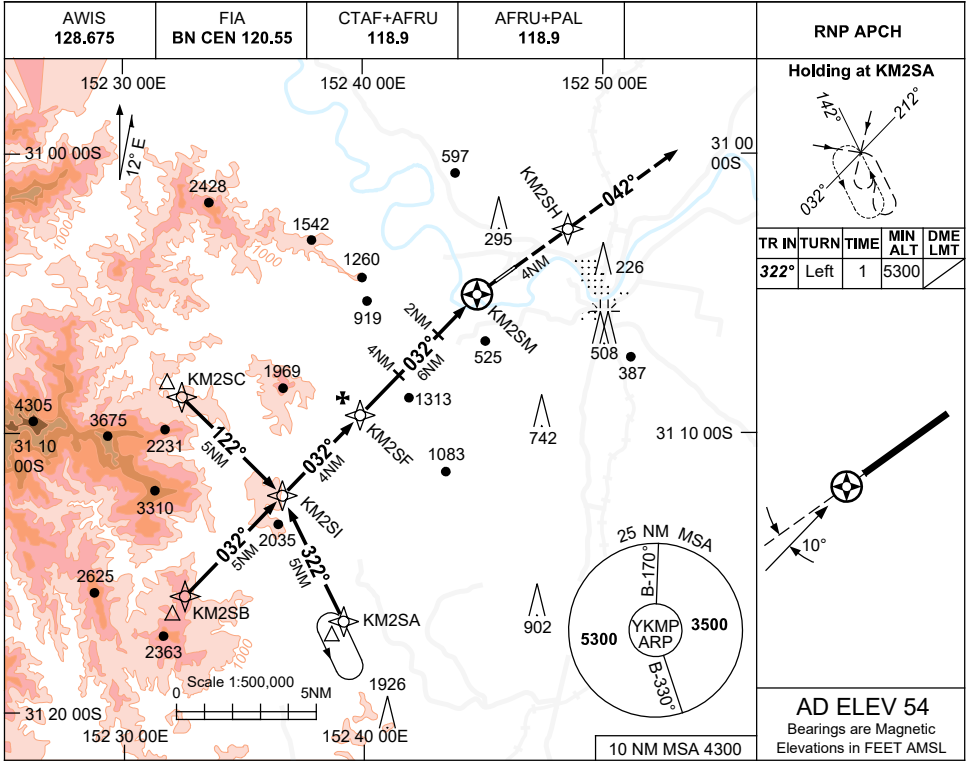 AWIS
128.675
FIA
BN CEN 120.55
CTAF+AFRU
118.9
AFRU+PAL
118.9
RNP APCH
152 30 00E
152 40 00E
152 50 00E
Holding at KM2SA
142°
212°
032°
TR IN TURN TIME MIN ALT DME LMT
322° Left 1 5300
12° E
31 00 00S
31 00
00S
1000
2428
1542
1000
1260
919
597
295
KM2SH
042°
4NM
226
KM2SM
2NM
4NM
032°
6NM
525
508
387
KM2SC
1969
1313
4305
3675
2231
31 10
00S
122°
5NM
032°
4NM
KM2SF
742
31 10 00S
1083
3310
KM2SI
2035
032°
5NM
322°
5NM
2625
KM2SB
2363
KM2SA
902
25 NM MSA
B-170°
5300
YKMP
ARP
3500
B-330°
10°
Scale 1:500,000
0
5NM
1926
31 20 00S
152 30 00E
152 40 00E
10 NM MSA 4300
AD ELEV 54
Bearings are Magnetic
Elevations in FEET AMSL